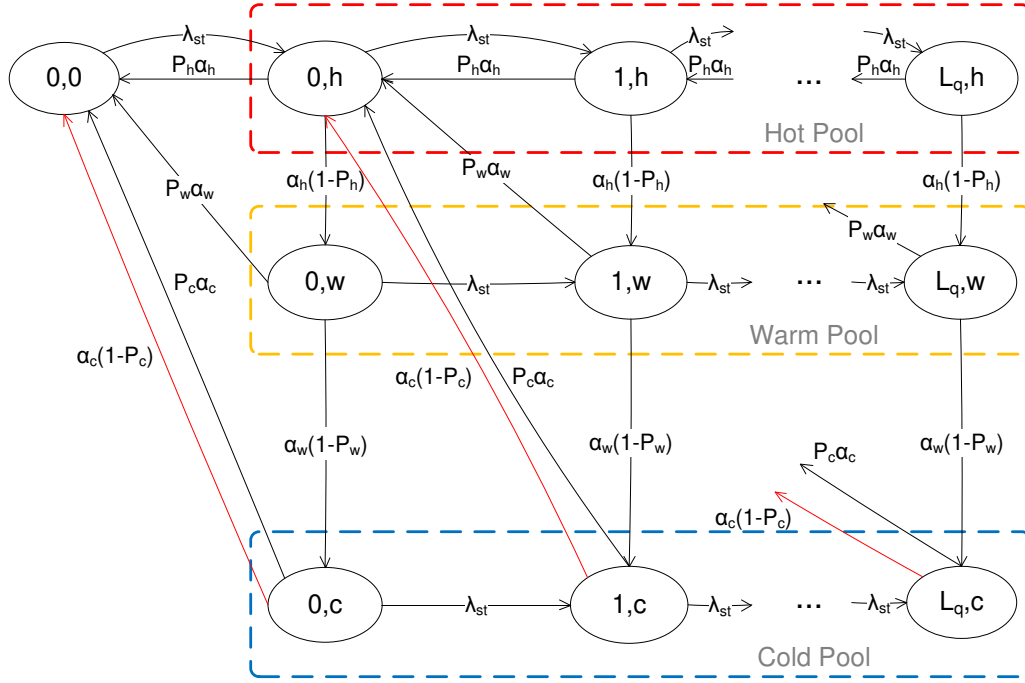 λst λst λst λst
0,0 Phαh 0,h Phαh 1,h Phαh ... Phαh Lq,h
Hot Pool
Pwαw αh(1-Ph) Pwαw αh(1-Ph) αh(1-Ph)
Pwαw
0,w λst 1,w λst ... λst Lq,w
Pcαc
Warm Pool
αc(1-Pc) αc(1-Pc) Pcαc
αw(1-Pw) αw(1-Pw) αw(1-Pw)
Pcαc
αc(1-Pc)
0,c λst 1,c λst ... λst Lq,c
Cold Pool